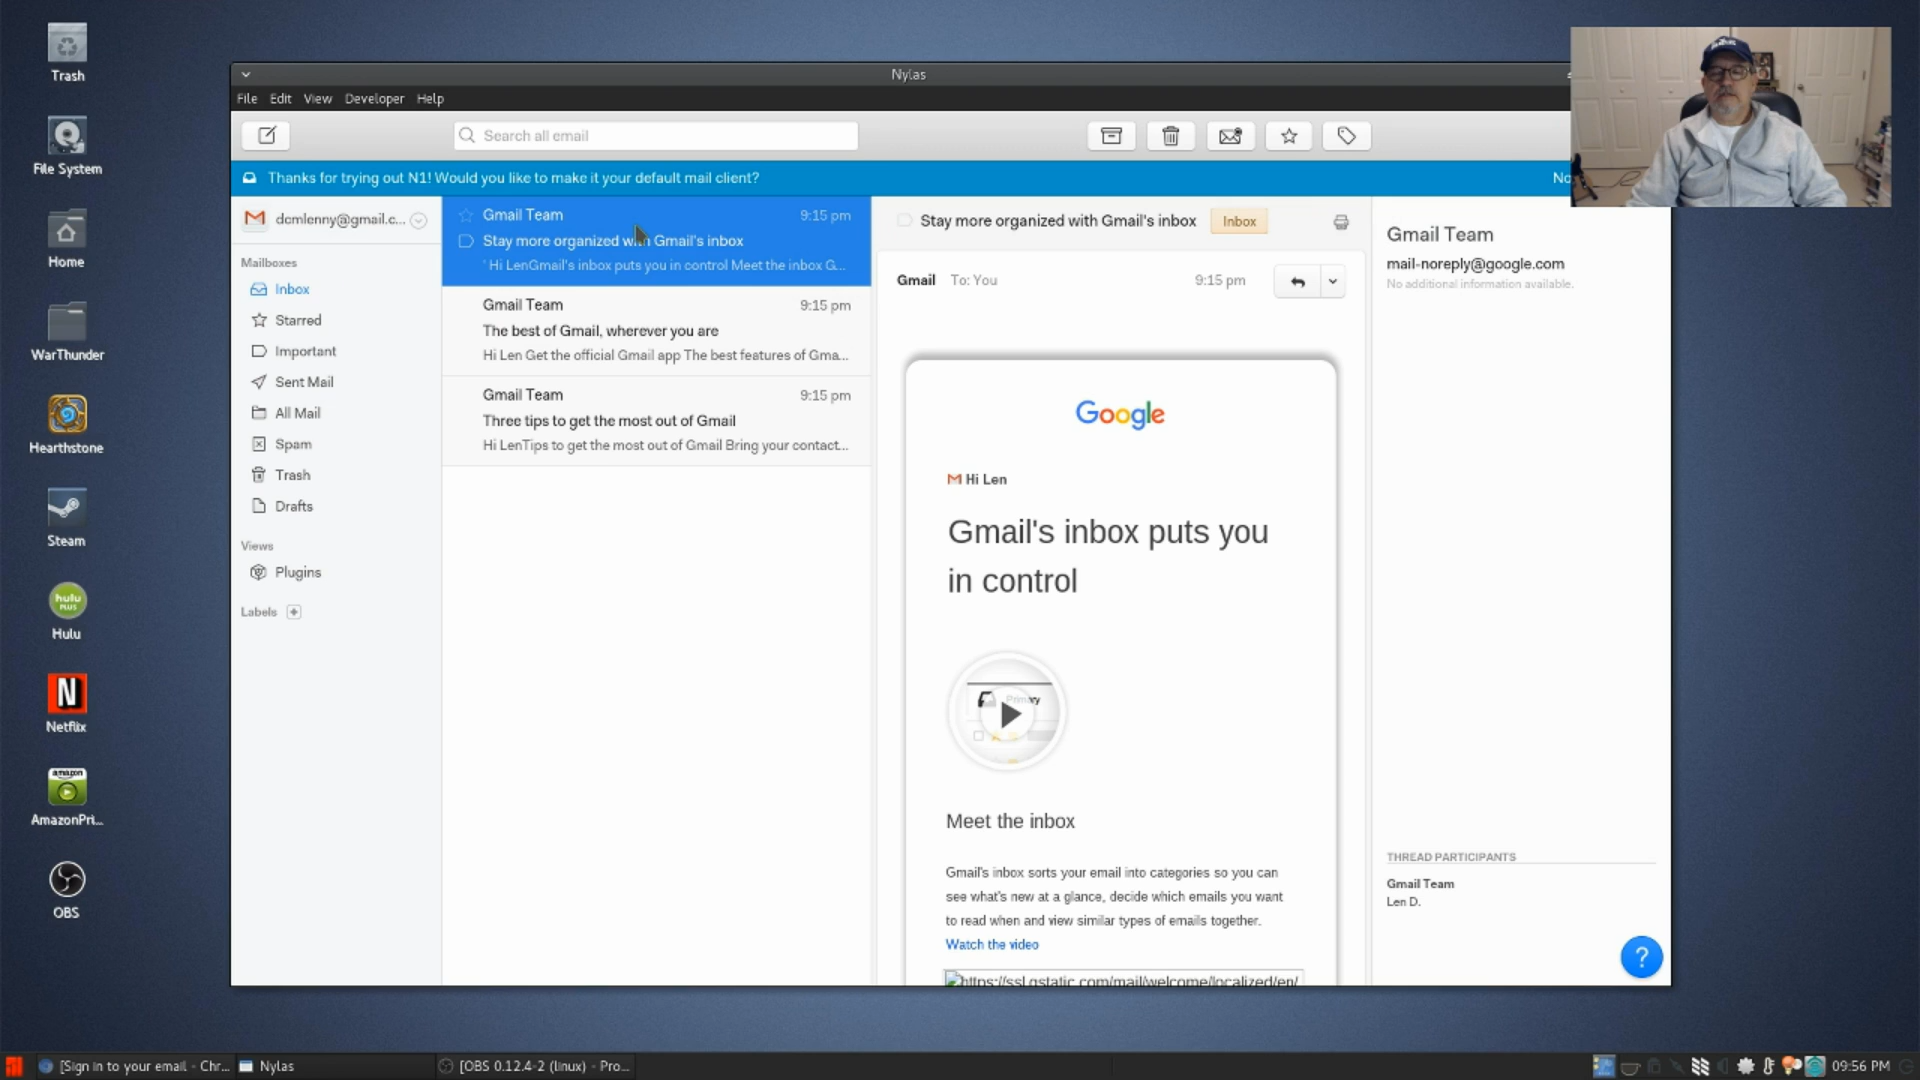 Trash
File System
Home
WarThunder
Hearthstone
Steam
hulu
PLUS
Hulu
N
Netflix
amazon
AmazonPri...
OBS
Nylas
File Edit View Developer Help
Search all email
Thanks for trying out N1! Would you like to make it your default mail client?
dcmlenny@gmail.c...
Mailboxes
Inbox
Starred
Important
Sent Mail
All Mail
Spam
Trash
Drafts
Views
Plugins
Labels
Gmail Team 9:15 pm
Stay more organized with Gmail's inbox
' Hi LenGmail's inbox puts you in control Meet the inbox G...
Gmail Team 9:15 pm
The best of Gmail, wherever you are
Hi Len Get the official Gmail app The best features of Gma...
Gmail Team 9:15 pm
Three tips to get the most out of Gmail
Hi LenTips to get the most out of Gmail Bring your contact...
Stay more organized with Gmail's inbox Inbox
Gmail To: You 9:15 pm
Google
Hi Len
Gmail's inbox puts you
in control
Primary
Meet the inbox
Gmail's inbox sorts your email into categories so you can
see what's new at a glance, decide which emails you want
to read when and view similar types of emails together.
Watch the video
https://ssl.gstatic.com/mail/welcome/localized/en/
Gmail Team
mail-noreply@google.com
No additional information available.
THREAD PARTICIPANTS
Gmail Team
Len D.
?
[Sign in to your email - Chr... Nylas [OBS 0.12.4-2 (linux) - Pro... 09:56 PM